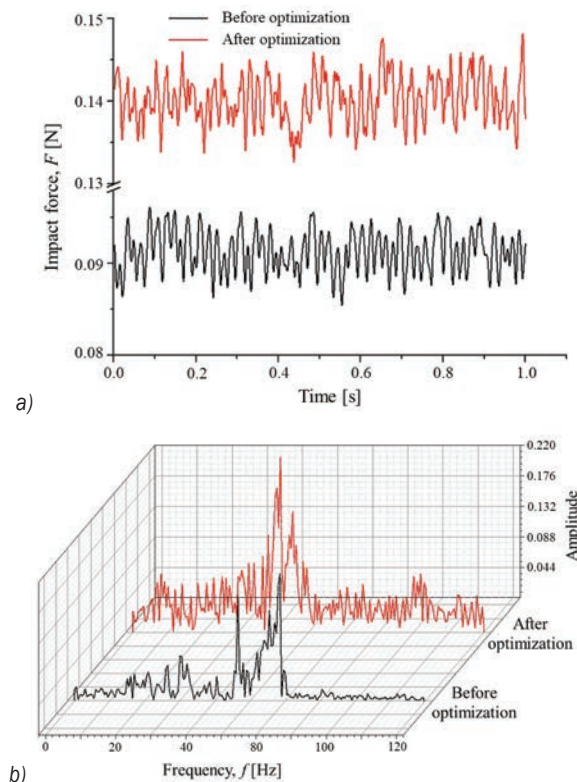 Before optimization
After optimization
0.15
0.14
0.13
0.09
0.08
Impact force, F [N]
0.0 0.2 0.4 0.6 0.8 1.0
Time [s]
a)
0.220
0.176
0.132
0.088
0.044
Amplitude
After
optimization
Before
optimization
0 20 40 60 80 100 120
Frequency, f [Hz]
b)